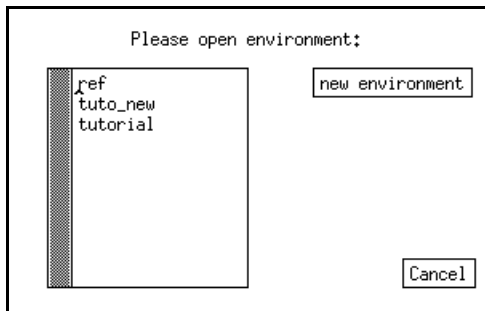 Please open environment:
ref
tuto_new
tutorial
new environment
Cancel